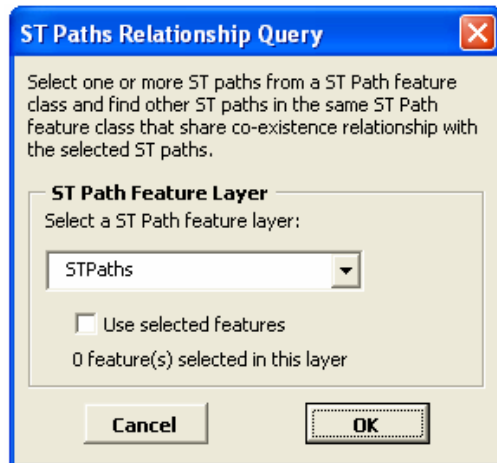 ST Paths Relationship Query
Select one or more ST paths from a ST Path feature
class and find other ST paths in the same ST Path
feature class that share co-existence relationship with
the selected ST paths.
ST Path Feature Layer
Select a ST Path feature layer:
STPaths
Use selected features
0 feature(s) selected in this layer
Cancel
OK